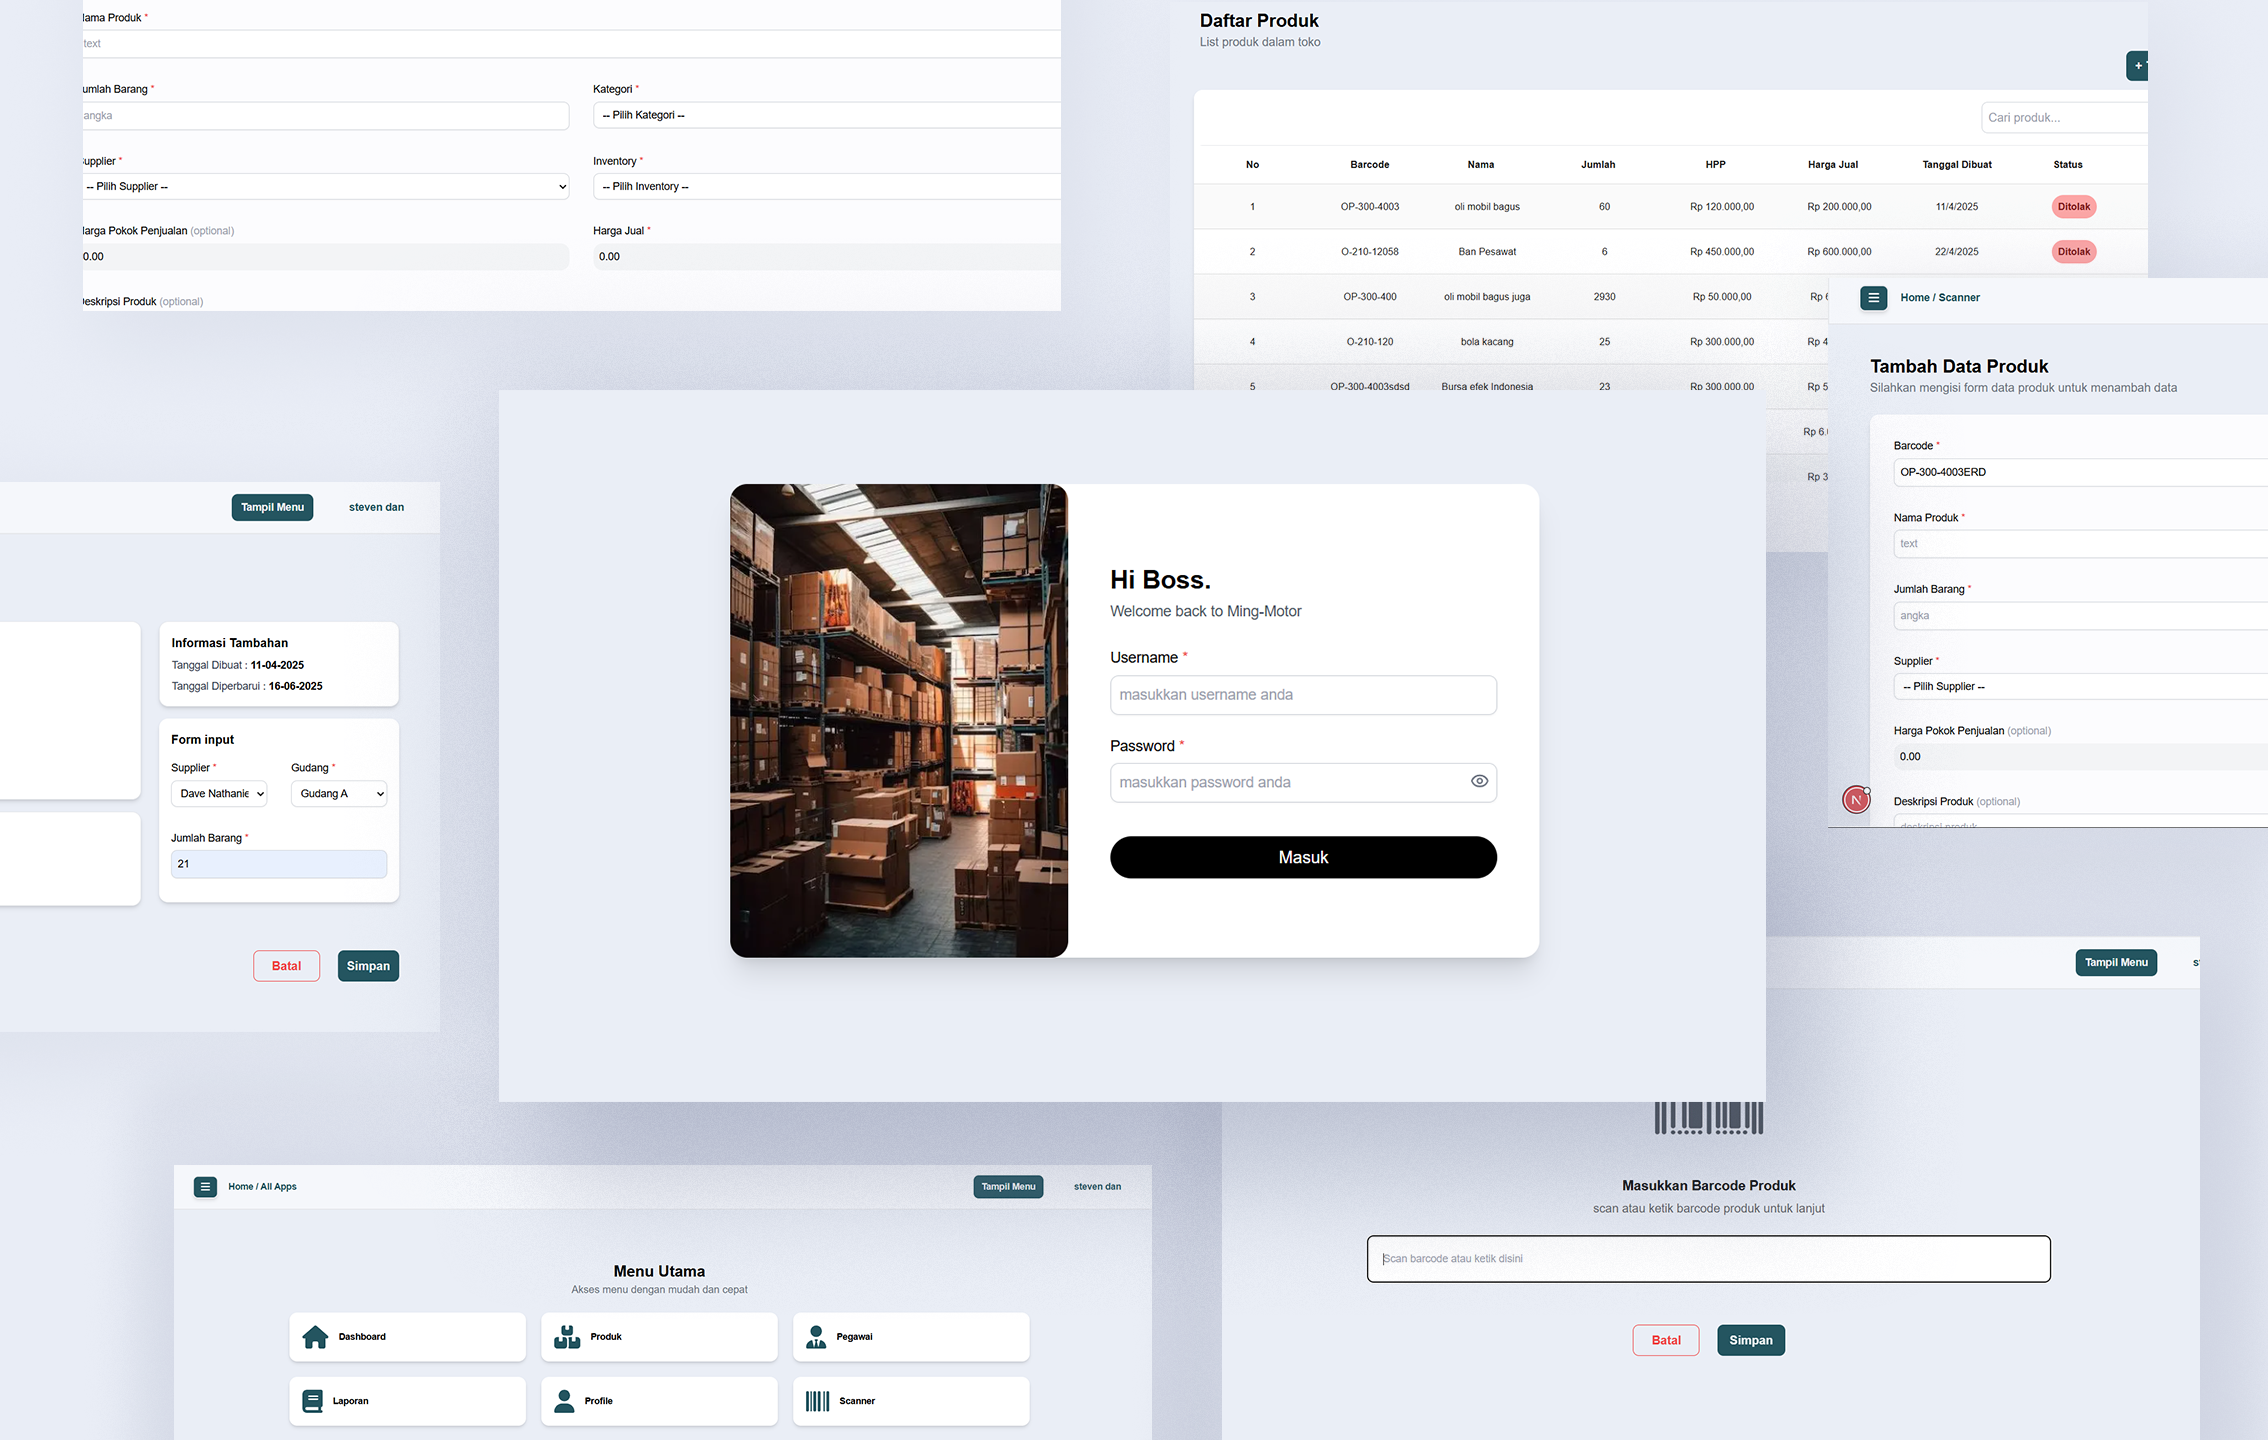 Nama Produk *
text
Jumlah Barang *
angka
Kategori *
-- Pilih Kategori --
Supplier *
-- Pilih Supplier --
Inventory *
-- Pilih Inventory --
Harga Pokok Penjualan (optional)
0.00
Harga Jual *
0.00
Deskripsi Produk (optional)
Daftar Produk
List produk dalam toko
+
Cari produk...
No Barcode Nama Jumlah HPP Harga Jual Tanggal Dibuat Status
1 OP-300-4003 oli mobil bagus 60 Rp 120.000,00 Rp 200.000,00 11/4/2025 Ditolak
2 O-210-12058 Ban Pesawat 6 Rp 450.000,00 Rp 600.000,00 22/4/2025 Ditolak
3 OP-300-400 oli mobil bagus juga 2930 Rp 50.000,00 Rp 6
4 O-210-120 bola kacang 25 Rp 300.000,00 Rp 4
5 OP-300-4003sdsd Bursa efek Indonesia 23 Rp 300.000,00 Rp 5
Rp 6.
Rp 3
Home / Scanner
Tambah Data Produk
Silahkan mengisi form data produk untuk menambah data
Barcode *
OP-300-4003ERD
Nama Produk *
text
Jumlah Barang *
angka
Supplier *
-- Pilih Supplier --
Harga Pokok Penjualan (optional)
0.00
Deskripsi Produk (optional)
deskripsi produk
N
Tampil Menu
steven dan
Informasi Tambahan
Tanggal Dibuat : 11-04-2025
Tanggal Diperbarui : 16-06-2025
Form input
Supplier *
Dave Nathanie
Gudang *
Gudang A
Jumlah Barang *
21
Batal
Simpan
Hi Boss.
Welcome back to Ming-Motor
Username *
masukkan username anda
Password *
masukkan password anda
Masuk
Tampil Menu
Masukkan Barcode Produk
scan atau ketik barcode produk untuk lanjut
Scan barcode atau ketik disini
Batal
Simpan
Home / All Apps
Tampil Menu
steven dan
Menu Utama
Akses menu dengan mudah dan cepat
Dashboard
Produk
Pegawai
Laporan
Profile
Scanner